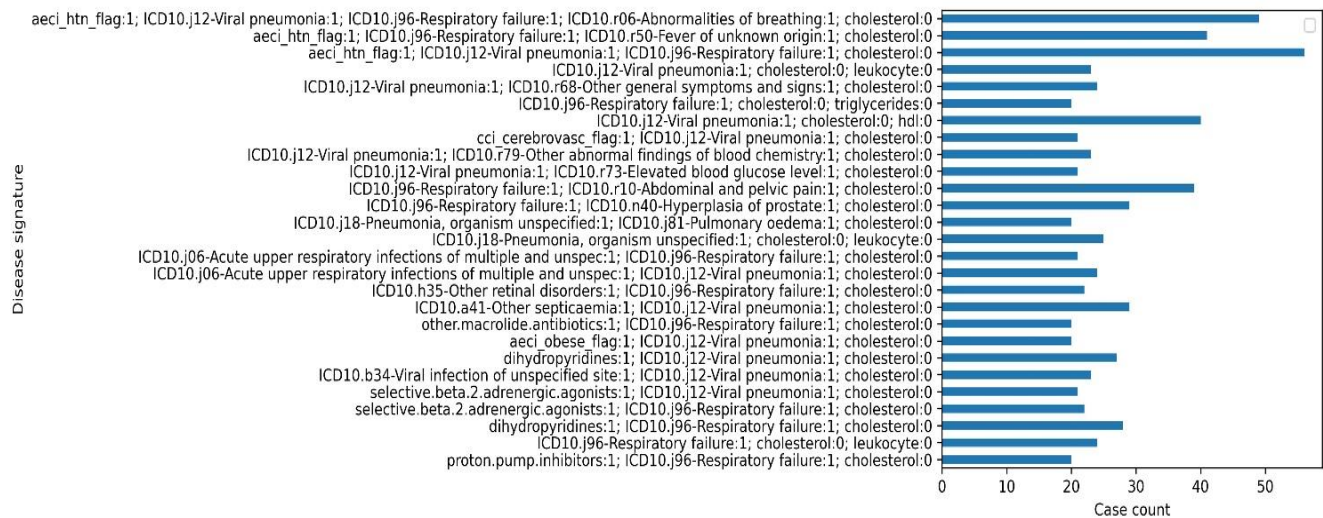 aeci_htn_flag:1; ICD10.j12-Viral pneumonia:1; ICD10.j96-Respiratory failure:1; ICD10.r06-Abnormalities of breathing:1; cholesterol:0
aeci_htn_flag:1; ICD10.j96-Respiratory failure:1; ICD10.r50-Fever of unknown origin:1; cholesterol:0
aeci_htn_flag:1; ICD10.j12-Viral pneumonia:1; ICD10.j96-Respiratory failure:1; cholesterol:0
ICD10.j12-Viral pneumonia:1; cholesterol:0; leukocyte:0
ICD10.j12-Viral pneumonia:1; ICD10.r68-Other general symptoms and signs:1; cholesterol:0
ICD10.j96-Respiratory failure:1; cholesterol:0; triglycerides:0
ICD10.j12-Viral pneumonia:1; cholesterol:0; hdl:0
cci_cerebrovasc_flag:1; ICD10.j12-Viral pneumonia:1; cholesterol:0
ICD10.j12-Viral pneumonia:1; ICD10.r79-Other abnormal findings of blood chemistry:1; cholesterol:0
ICD10.j12-Viral pneumonia:1; ICD10.r73-Elevated blood glucose level:1; cholesterol:0
ICD10.j96-Respiratory failure:1; ICD10.r10-Abdominal and pelvic pain:1; cholesterol:0
ICD10.j96-Respiratory failure:1; ICD10.n40-Hyperplasia of prostate:1; cholesterol:0
ICD10.j18-Pneumonia, organism unspecified:1; ICD10.j81-Pulmonary oedema:1; cholesterol:0
ICD10.j18-Pneumonia, organism unspecified:1; cholesterol:0; leukocyte:0
ICD10.j06-Acute upper respiratory infections of multiple and unspec:1; ICD10.j96-Respiratory failure:1; cholesterol:0
ICD10.j06-Acute upper respiratory infections of multiple and unspec:1; ICD10.j12-Viral pneumonia:1; cholesterol:0
ICD10.h35-Other retinal disorders:1; ICD10.j96-Respiratory failure:1; cholesterol:0
ICD10.a41-Other septicaemia:1; ICD10.j12-Viral pneumonia:1; cholesterol:0
other.macrolide.antibiotics:1; ICD10.j96-Respiratory failure:1; cholesterol:0
aeci_obese_flag:1; ICD10.j12-Viral pneumonia:1; cholesterol:0
dihydropyridines:1; ICD10.j12-Viral pneumonia:1; cholesterol:0
ICD10.b34-Viral infection of unspecified site:1; ICD10.j12-Viral pneumonia:1; cholesterol:0
selective.beta.2.adrenergic.agonists:1; ICD10.j12-Viral pneumonia:1; cholesterol:0
selective.beta.2.adrenergic.agonists:1; ICD10.j96-Respiratory failure:1; cholesterol:0
dihydropyridines:1; ICD10.j96-Respiratory failure:1; cholesterol:0
ICD10.j96-Respiratory failure:1; cholesterol:0; leukocyte:0
proton.pump.inhibitors:1; ICD10.j96-Respiratory failure:1; cholesterol:0
Disease signature
0 10 20 30 40 50
Case count